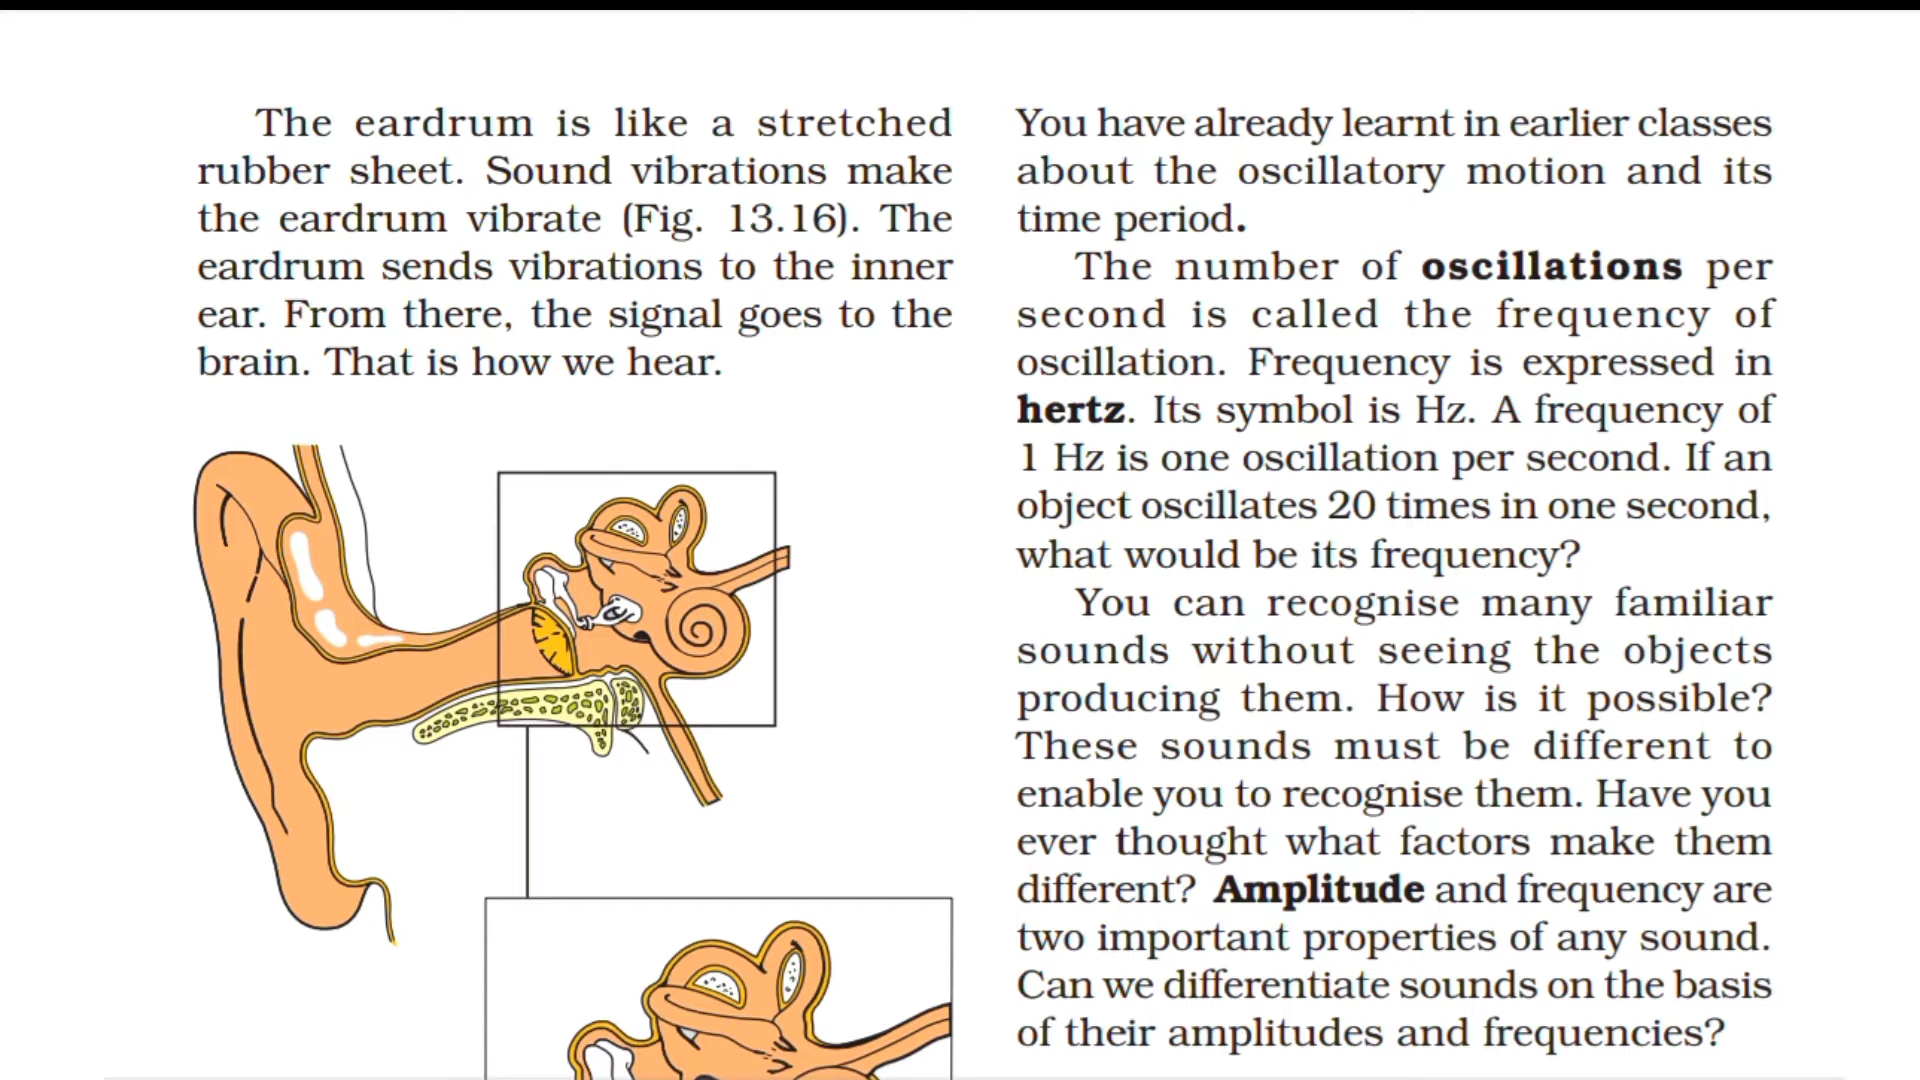 The eardrum is like a stretched
rubber sheet. Sound vibrations make
the eardrum vibrate (Fig. 13.16). The
eardrum sends vibrations to the inner
ear. From there, the signal goes to the
brain. That is how we hear.
You have already learnt in earlier classes
about the oscillatory motion and its
time period.
The number of oscillations per
second is called the frequency of
oscillation. Frequency is expressed in
hertz. Its symbol is Hz. A frequency of
1 Hz is one oscillation per second. If an
object oscillates 20 times in one second,
what would be its frequency?
You can recognise many familiar
sounds without seeing the objects
producing them. How is it possible?
These sounds must be different to
enable you to recognise them. Have you
ever thought what factors make them
different? Amplitude and frequency are
two important properties of any sound.
Can we differentiate sounds on the basis
of their amplitudes and frequencies?